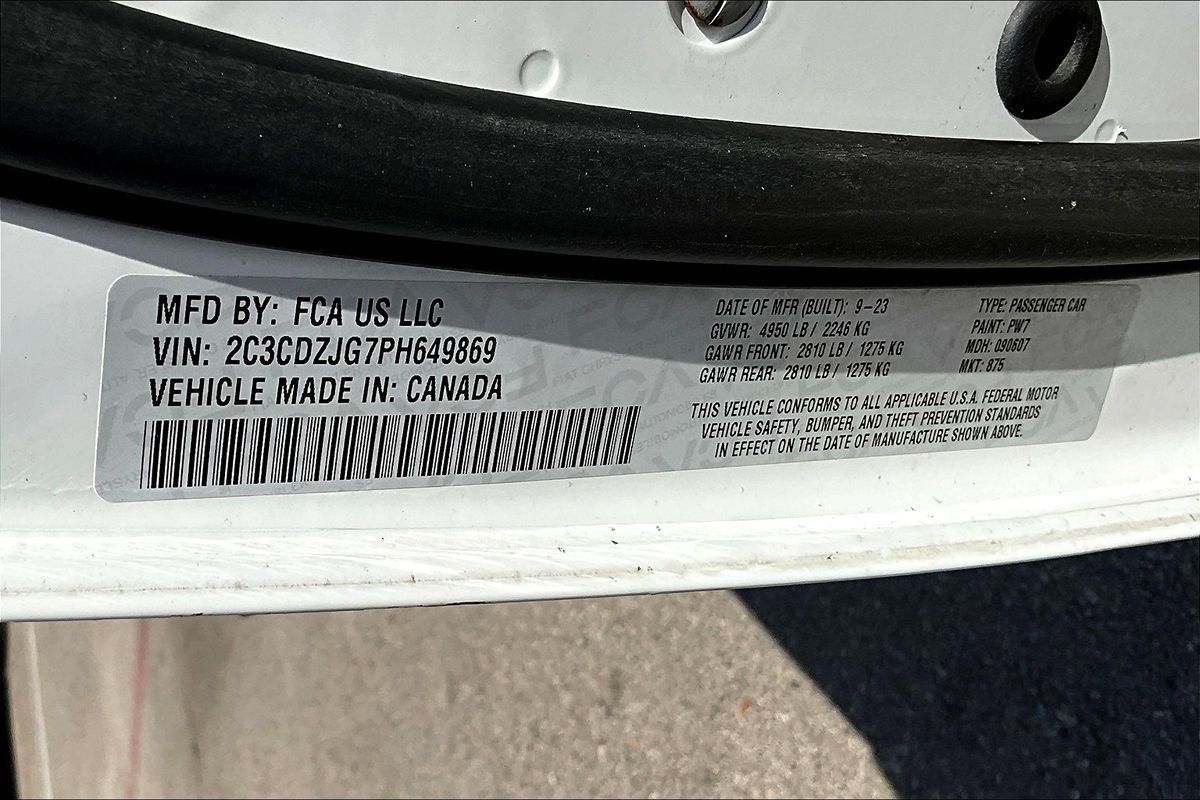 MFD BY: FCA US LLC
VIN: 2C3CDZJG7PH649869
VEHICLE MADE IN: CANADA
DATE OF MFR (BUILT): 9-23
GVWR: 4950 LB / 2246 KG
GAWR FRONT: 2810 LB / 1275 KG
GAWR REAR: 2810 LB / 1275 KG
TYPE: PASSENGER CAR
PAINT: PW7
MDH: 090607
MKT: 875
THIS VEHICLE CONFORMS TO ALL APPLICABLE U.S.A. FEDERAL MOTOR
VEHICLE SAFETY, BUMPER, AND THEFT PREVENTION STANDARDS
IN EFFECT ON THE DATE OF MANUFACTURE SHOWN ABOVE.